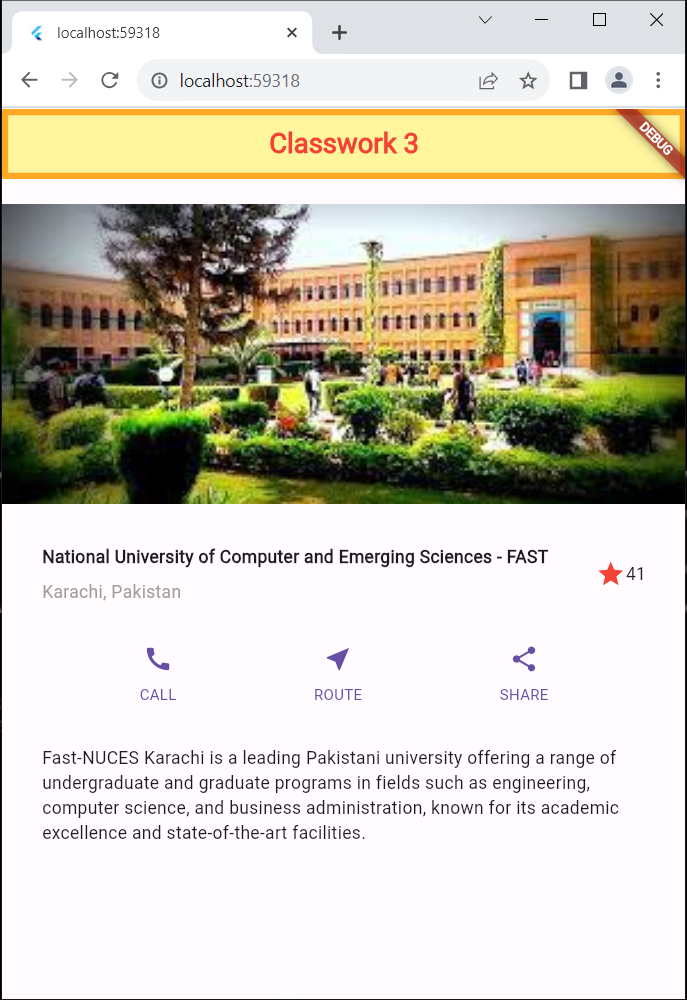 localhost:59318
localhost:59318
Classwork 3
DEBUG
National University of Computer and Emerging Sciences - FAST
Karachi, Pakistan
41
CALL
ROUTE
SHARE
Fast-NUCES Karachi is a leading Pakistani university offering a range of
undergraduate and graduate programs in fields such as engineering,
computer science, and business administration, known for its academic
excellence and state-of-the-art facilities.